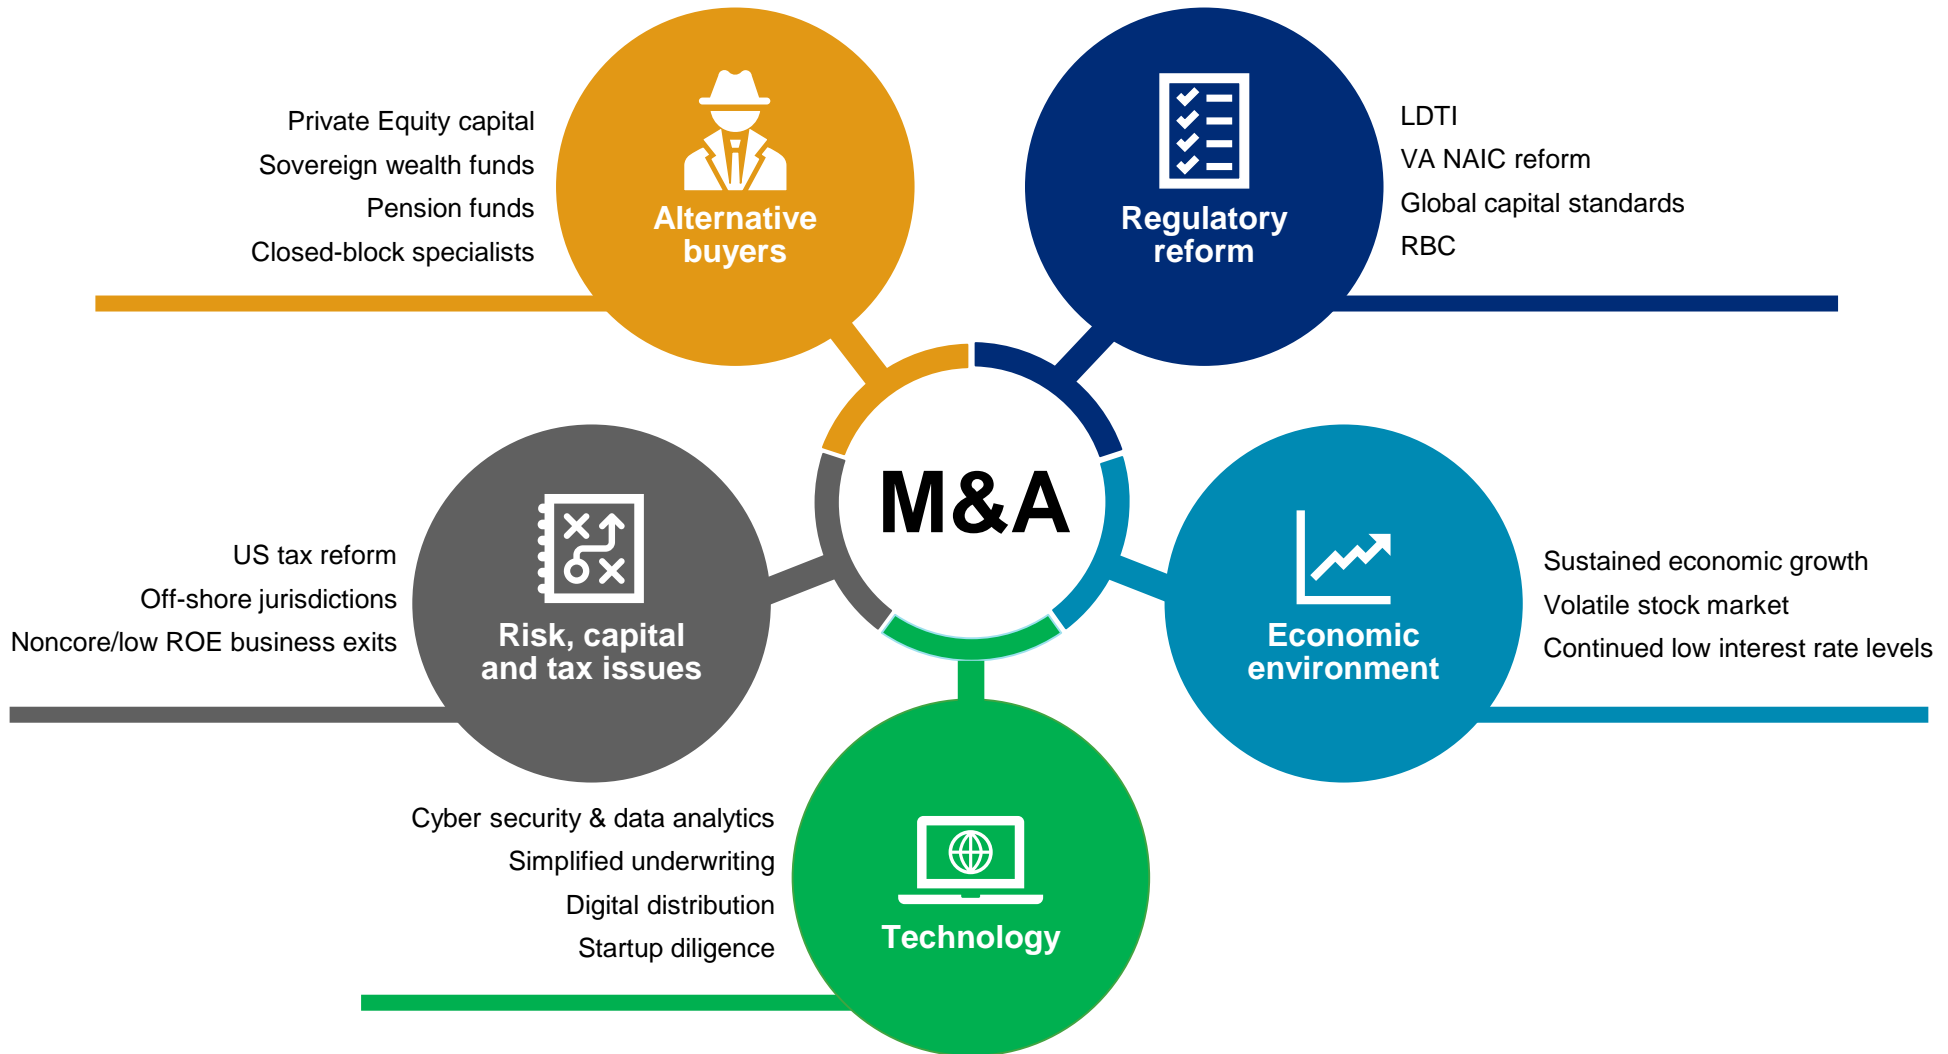 Private Equity capital
Sovereign wealth funds
Pension funds
Closed-block specialists
Alternative
buyers
Regulatory
reform
LDTI
VA NAIC reform
Global capital standards
RBC
M&A
US tax reform
Off-shore jurisdictions
Noncore/low ROE business exits
Risk, capital
and tax issues
Economic
environment
Sustained economic growth
Volatile stock market
Continued low interest rate levels
Cyber security & data analytics
Simplified underwriting
Digital distribution
Startup diligence
Technology